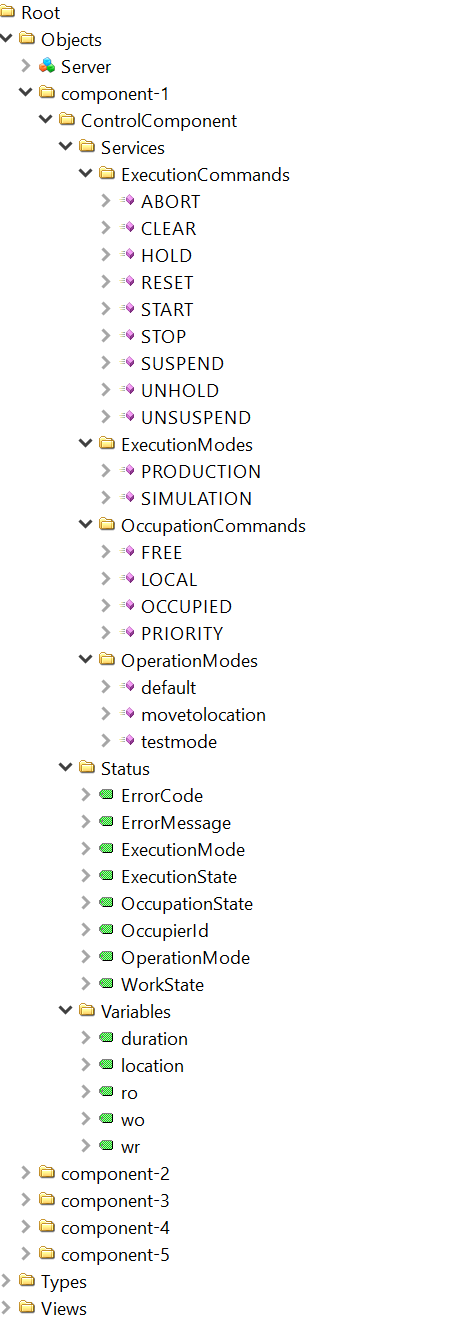 Root
Objects
Server
component-1
ControlComponent
Services
ExecutionCommands
ABORT
CLEAR
HOLD
RESET
START
STOP
SUSPEND
UNHOLD
UNSUSPEND
ExecutionModes
PRODUCTION
SIMULATION
OccupationCommands
FREE
LOCAL
OCCUPIED
PRIORITY
OperationModes
default
movetolocation
testmode
Status
ErrorCode
ErrorMessage
ExecutionMode
ExecutionState
OccupationState
OccupierId
OperationMode
WorkState
Variables
duration
location
ro
wo
wr
component-2
component-3
component-4
component-5
Types
Views